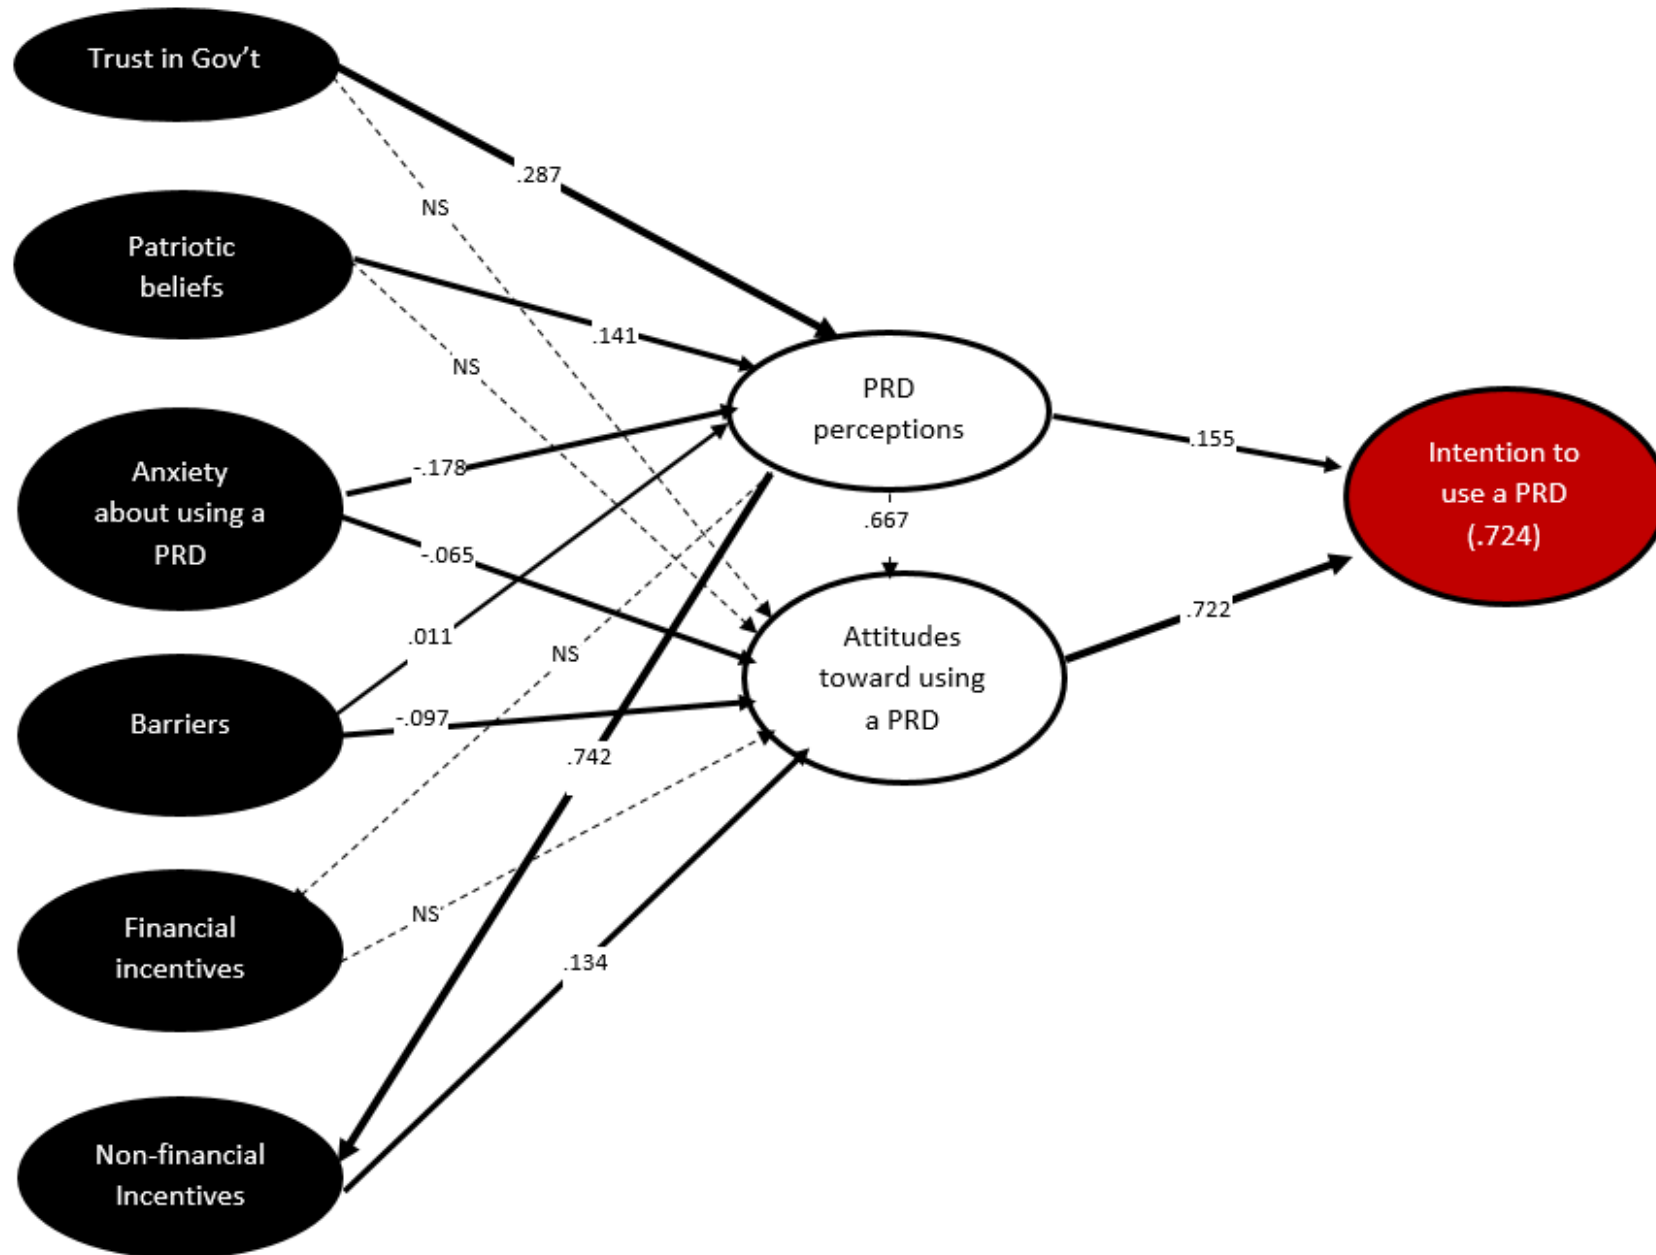 Trust in Gov’t
.287
NS
Patriotic
beliefs
.141
NS
PRD
perceptions
.155
Intention to
use a PRD
(.724)
Anxiety
about using a
PRD
-.178
-.065
.667
.011
NS
Attitudes
toward using
a PRD
.722
Barriers
-.097
.742
Financial
incentives
NS
.134
Non-financial
Incentives